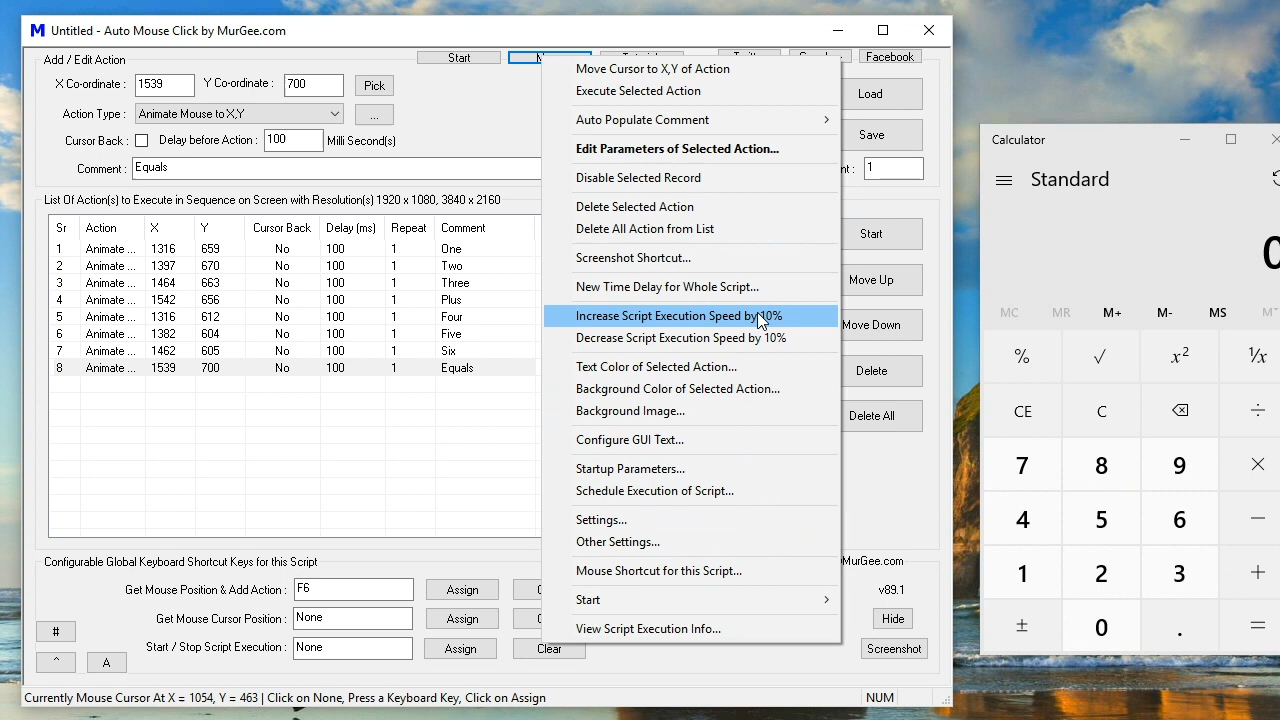 Untitled - Auto Mouse Click by MurGee.com
Add / Edit Action
Start
Facebook
X Co-ordinate : 1539 Y Co-ordinate : 700 Pick
Load
Action Type : Animate Mouse to X,Y ...
Save
Cursor Back : Delay before Action : 100 Milli Second(s)
Comment : Equals
1
List Of Action(s) to Execute in Sequence on Screen with Resolution(s) 1920 x 1080, 3840 x 2160
Sr Action X Y Cursor Back Delay (ms) Repeat Comment
1 Animate ... 1316 659 No 100 1 One
2 Animate ... 1397 670 No 100 1 Two
3 Animate ... 1464 663 No 100 1 Three
4 Animate ... 1542 656 No 100 1 Plus
5 Animate ... 1316 612 No 100 1 Four
6 Animate ... 1382 604 No 100 1 Five
7 Animate ... 1462 605 No 100 1 Six
8 Animate ... 1539 700 No 100 1 Equals
Start
Move Up
Move Down
Delete
Delete All
Move Cursor to X,Y of Action
Execute Selected Action
Auto Populate Comment
Edit Parameters of Selected Action...
Disable Selected Record
Delete Selected Action
Delete All Action from List
Screenshot Shortcut...
New Time Delay for Whole Script...
Increase Script Execution Speed by 10%
Decrease Script Execution Speed by 10%
Text Color of Selected Action...
Background Color of Selected Action...
Background Image...
Configure GUI Text...
Startup Parameters...
Schedule Execution of Script...
Settings...
Other Settings...
Mouse Shortcut for this Script...
Start
View Script Execution Info...
Configurable Global Keyboard Shortcut Keys for this Script
MurGee.com
Get Mouse Position & Add Action : F6 Assign
v89.1
Get Mouse Cursor Position : None Assign
Hide
#
Start / Stop Script Execution : None Assign Clear
Screenshot
^ A
Currently Mouse Cursor At X = 1054, Y = 463 | Click on None, Press a Keyboard Key, Click on Assign
NUM
Calculator
Standard
0
MC MR M+ M- MS
% √ x² ¹/x
CE C ⌫ ÷
7 8 9 ×
4 5 6 −
1 2 3 +
± 0 . =